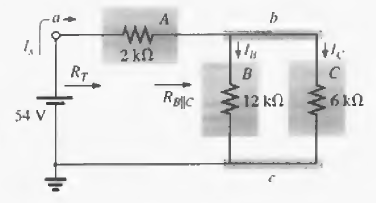 a A b
I_s 2 kΩ I_B I_C
R_T R_B∥C B C
54 V 12 kΩ 6 kΩ
c